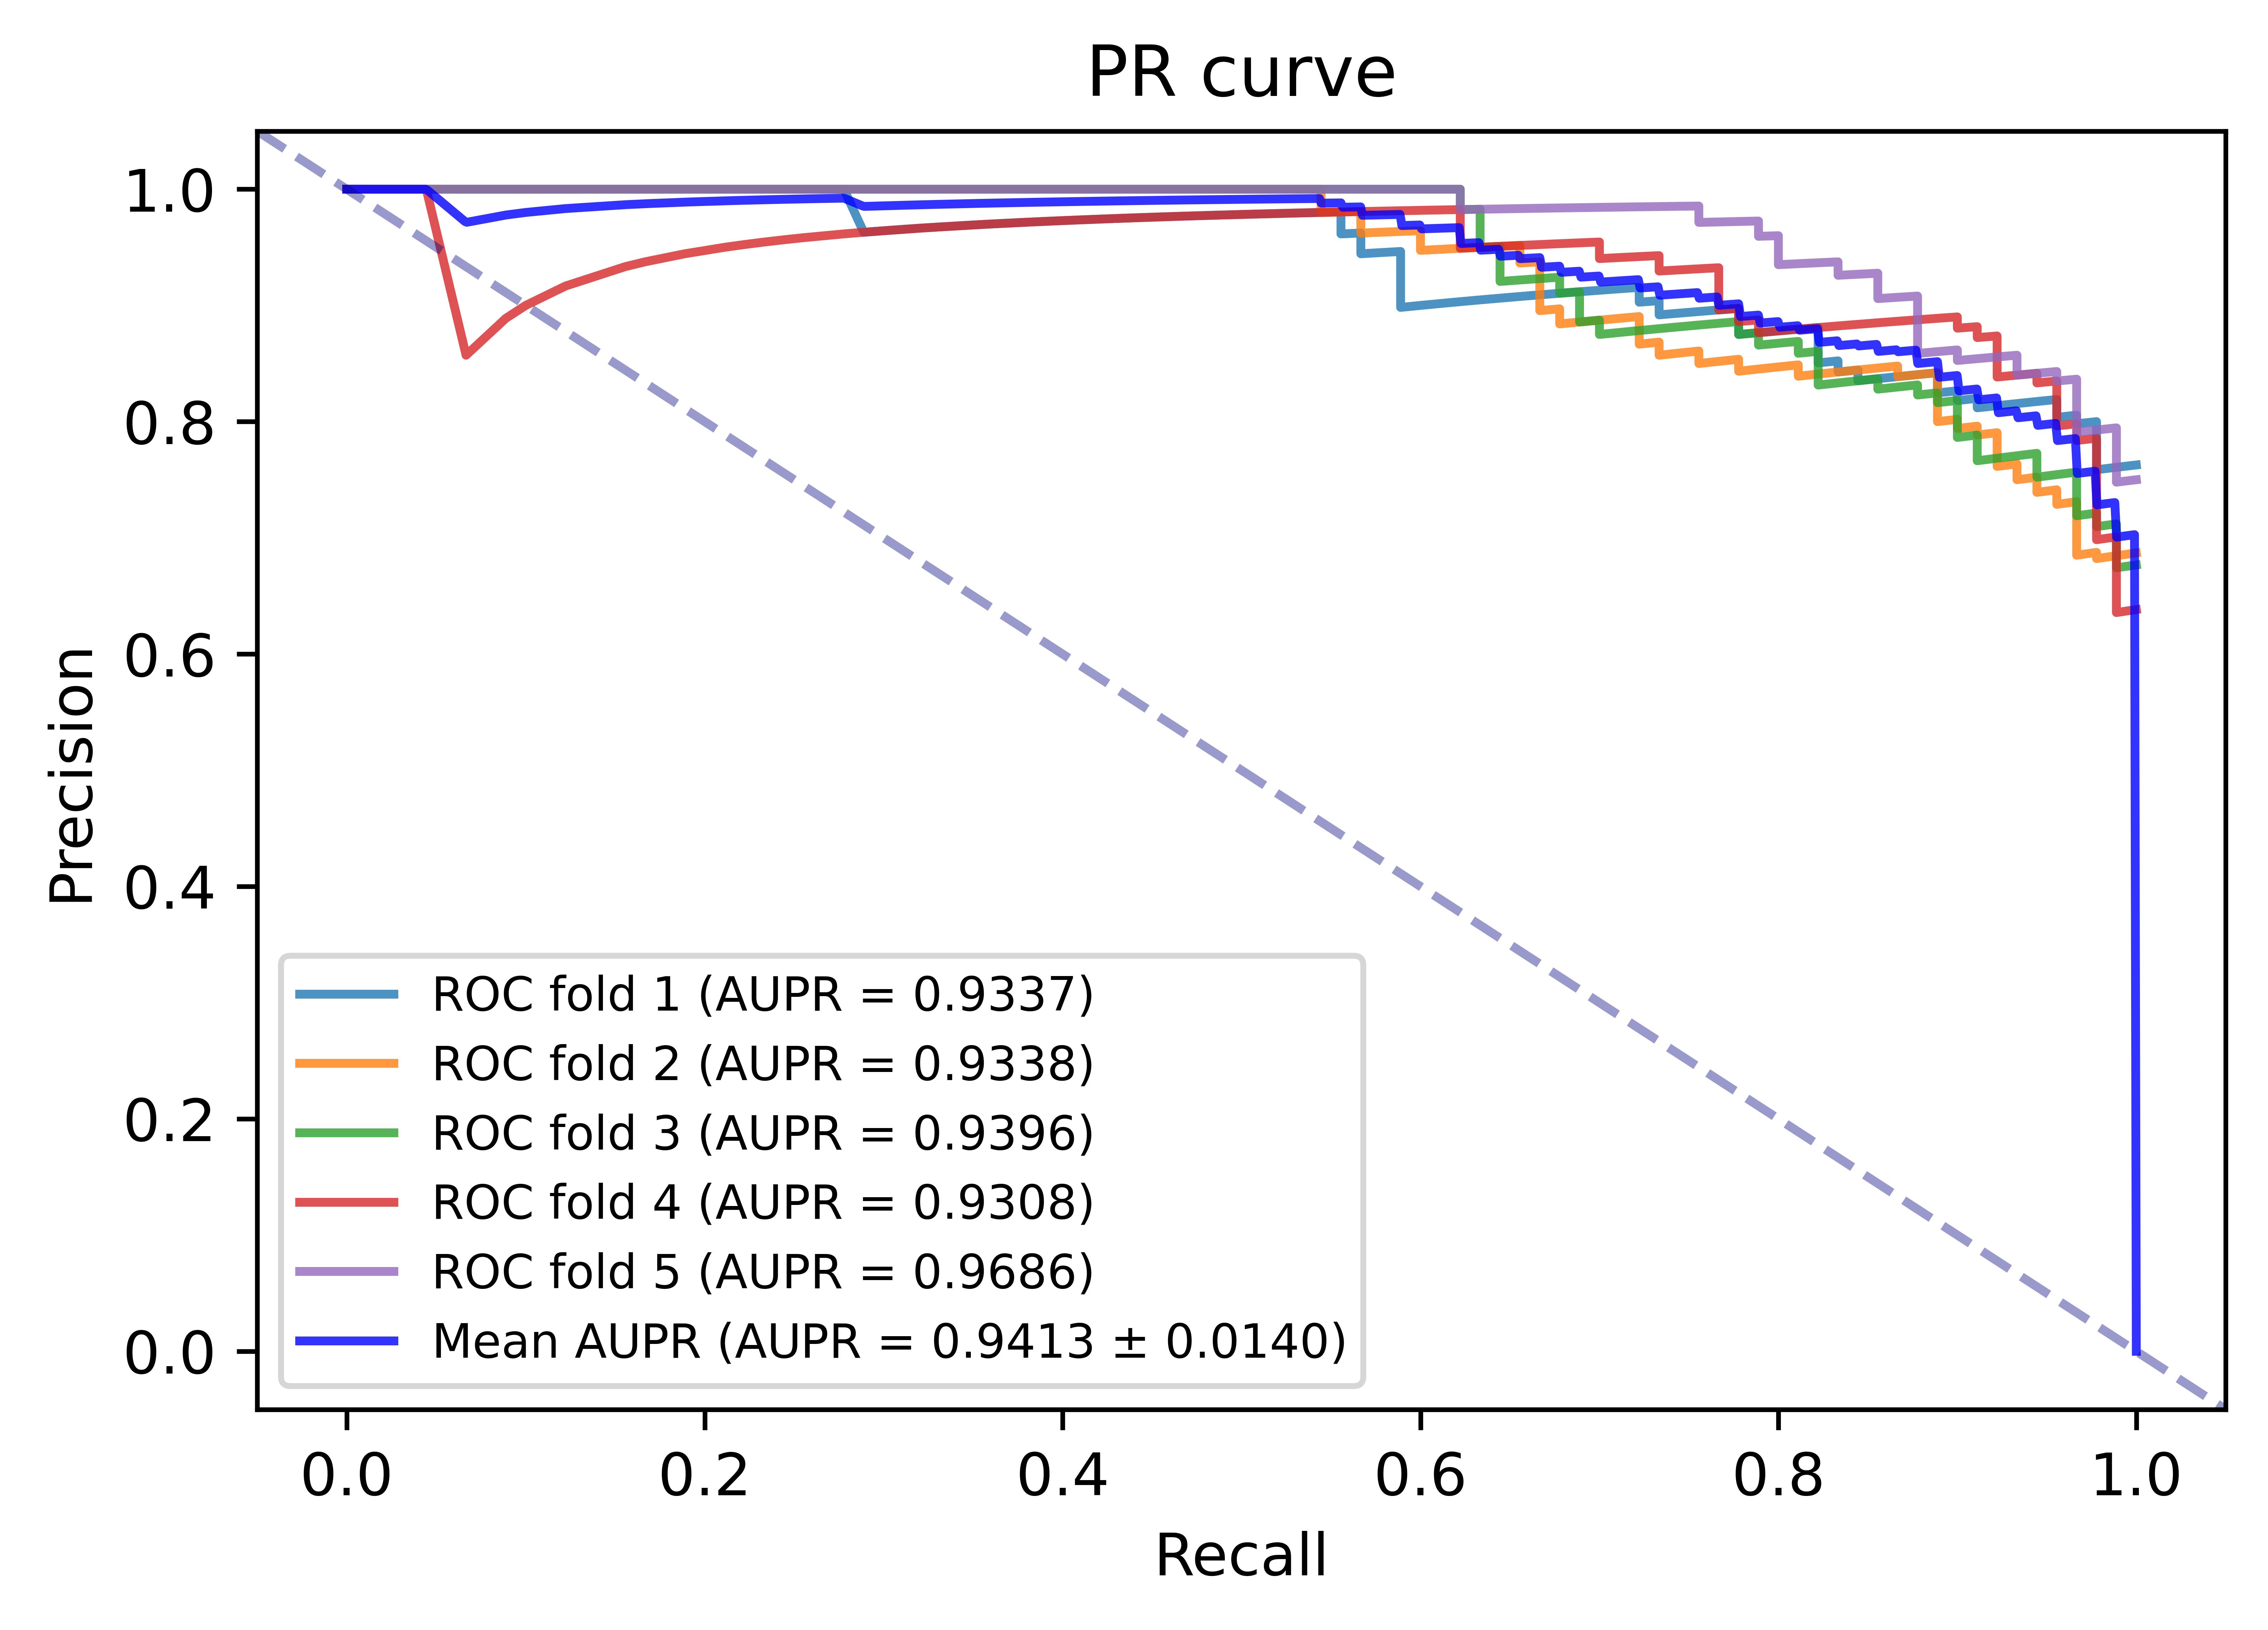 PR curve
1.0
0.8
0.6
0.4
0.2
0.0
Precision
ROC fold 1 (AUPR = 0.9337)
ROC fold 2 (AUPR = 0.9338)
ROC fold 3 (AUPR = 0.9396)
ROC fold 4 (AUPR = 0.9308)
ROC fold 5 (AUPR = 0.9686)
Mean AUPR (AUPR = 0.9413 ± 0.0140)
0.0 0.2 0.4 0.6 0.8 1.0
Recall